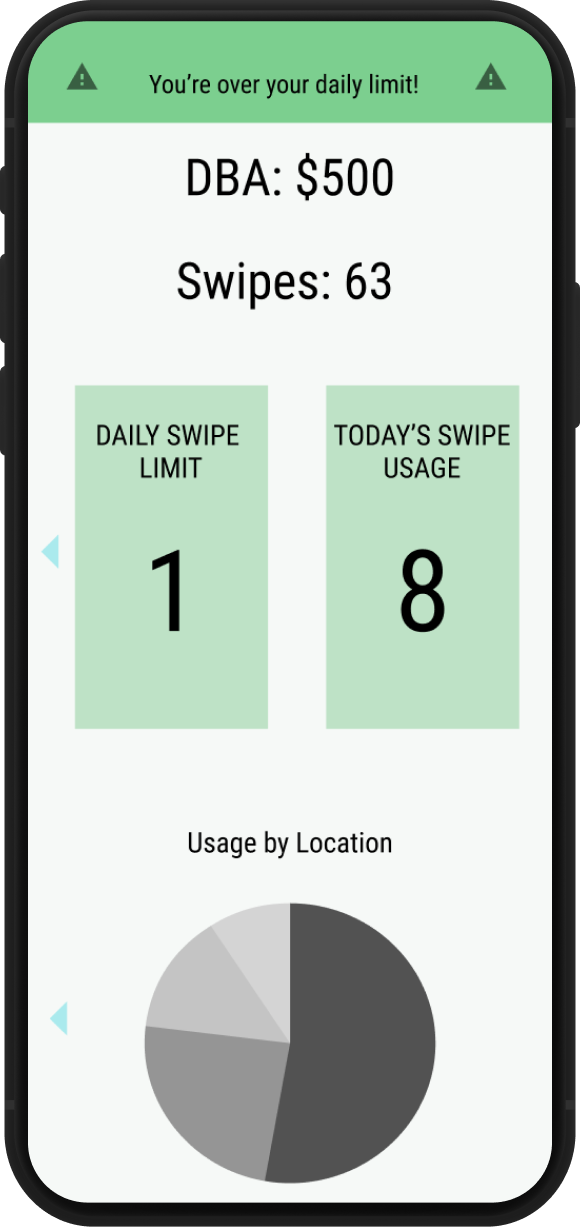 You’re over your daily limit!
DBA: $500
Swipes: 63
DAILY SWIPE
LIMIT
1
TODAY’S SWIPE
USAGE
8
Usage by Location